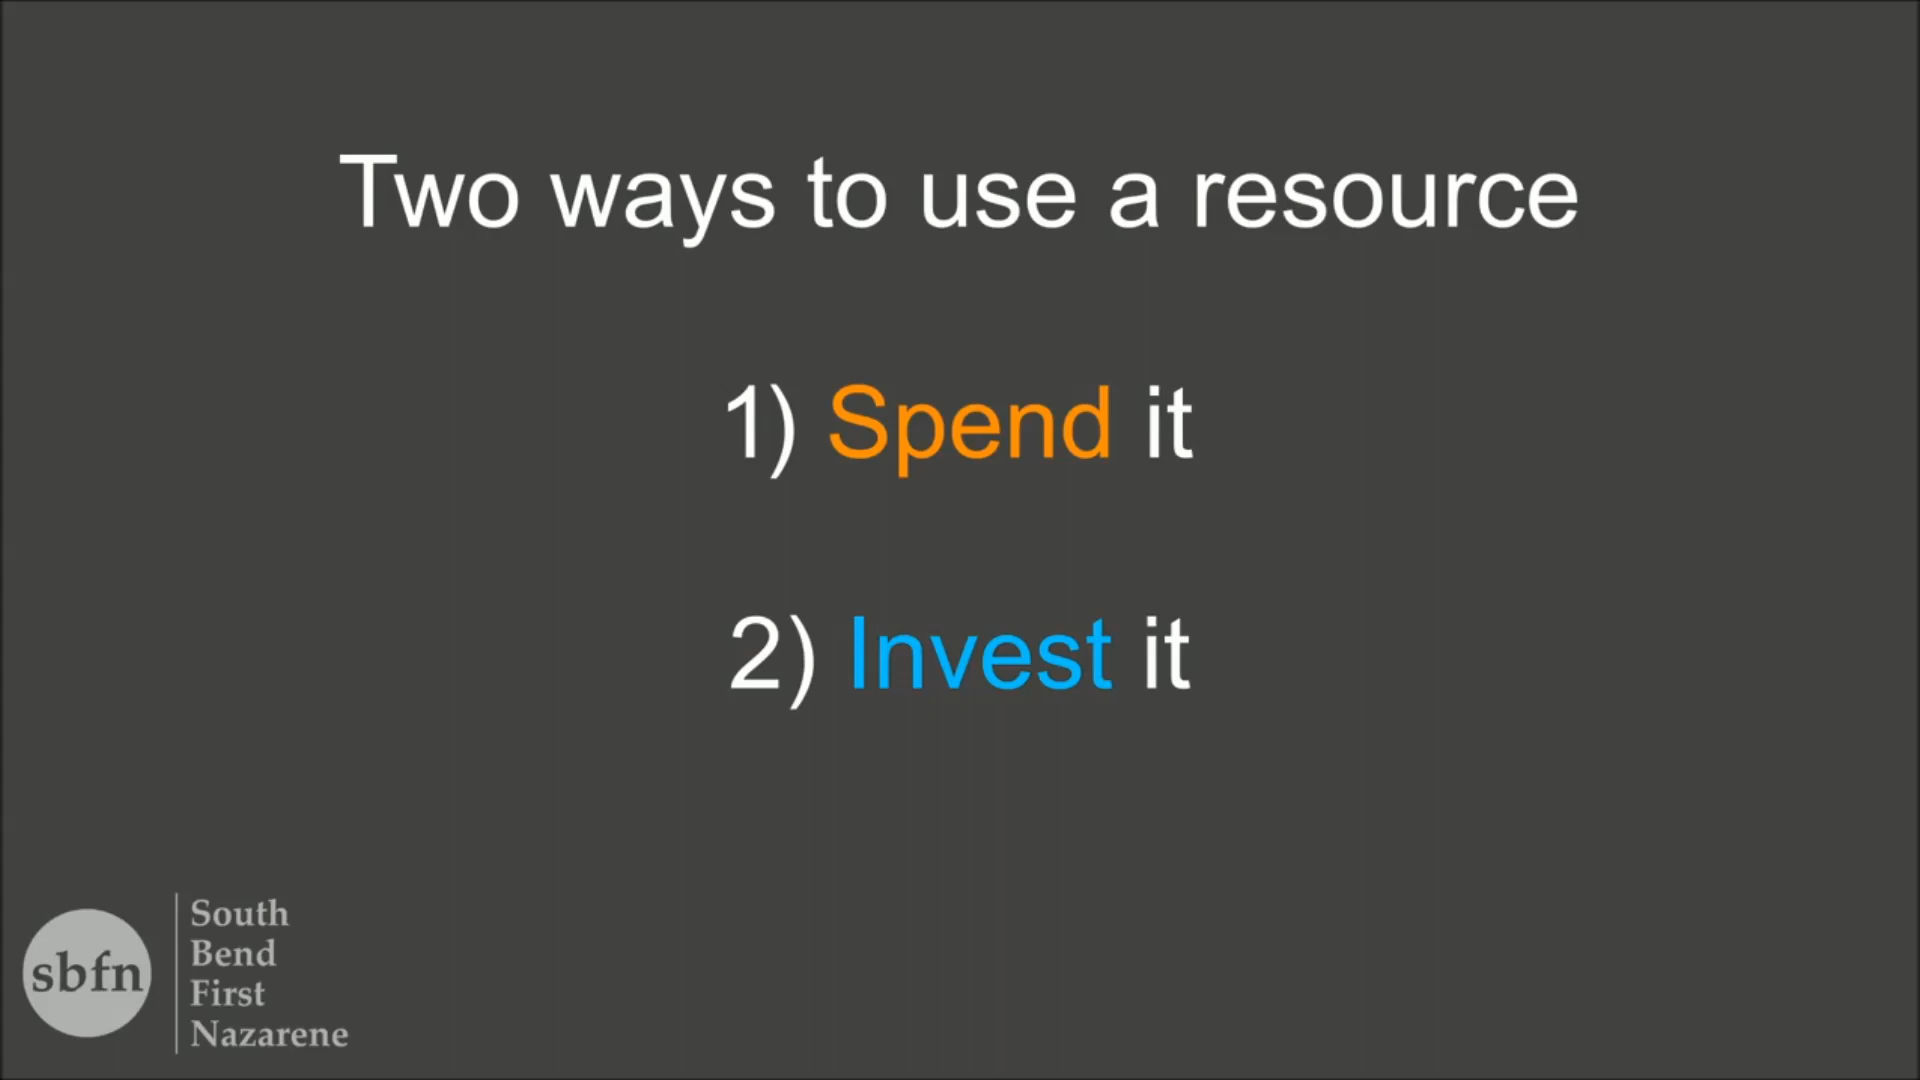 Two ways to use a resource
1) Spend it
2) Invest it
sbfn
South
Bend
First
Nazarene